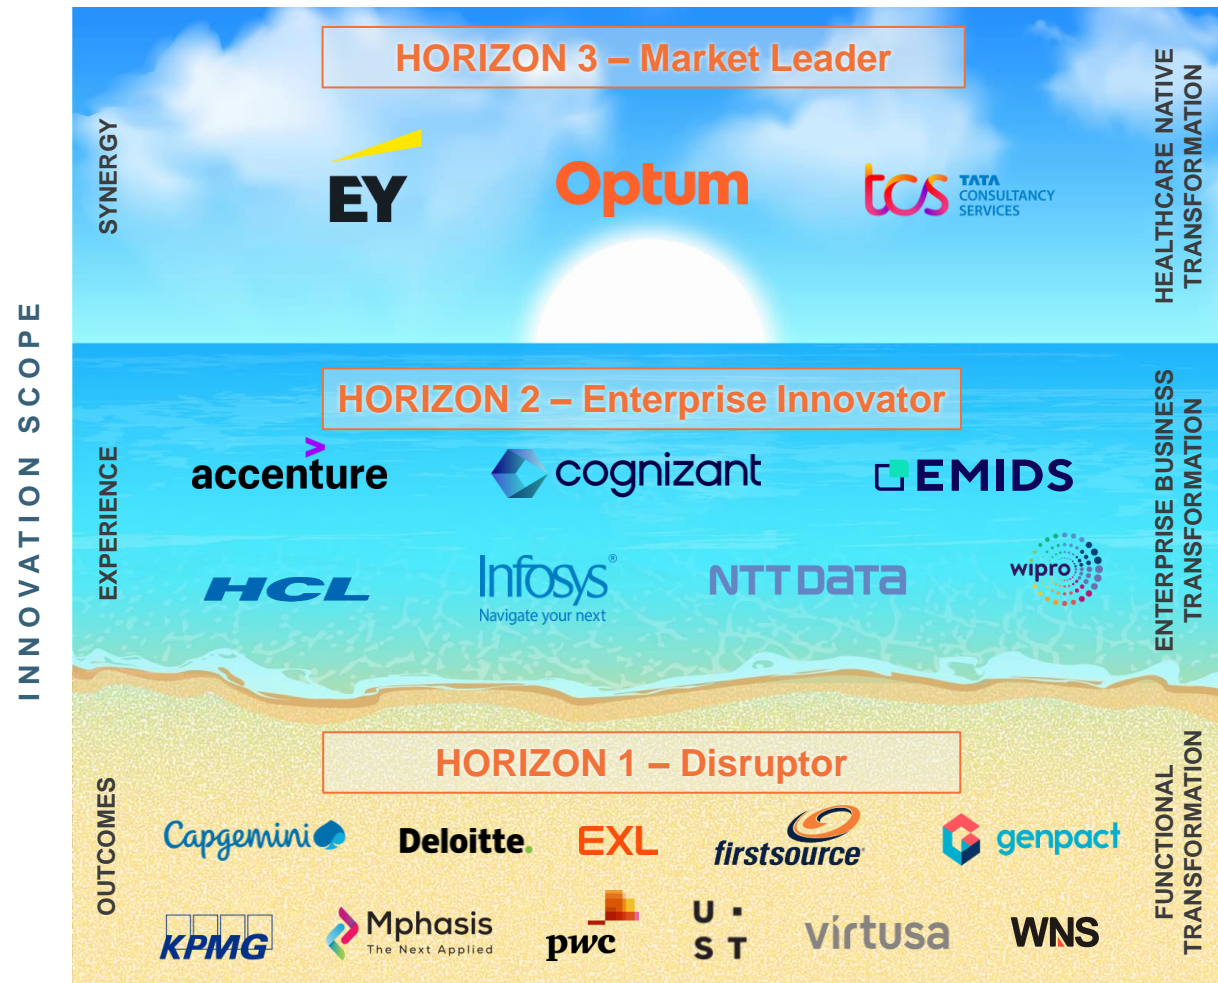 INNOVATION SCOPE
HORIZON 3 – Market Leader
SYNERGY
EY
Optum
tcs
TATA
CONSULTANCY
SERVICES
HEALTHCARE NATIVE
TRANSFORMATION
HORIZON 2 – Enterprise Innovator
EXPERIENCE
>
accenture
cognizant
EMIDS
HCL
Infosys®
Navigate your next
NTT DATA
wipro
ENTERPRISE BUSINESS
TRANSFORMATION
HORIZON 1 – Disruptor
OUTCOMES
Capgemini
Deloitte.
EXL
firstsource
genpact
KPMG
Mphasis
The Next Applied
pwc
U ·
S T
virtusa
WNS
FUNCTIONAL
TRANSFORMATION